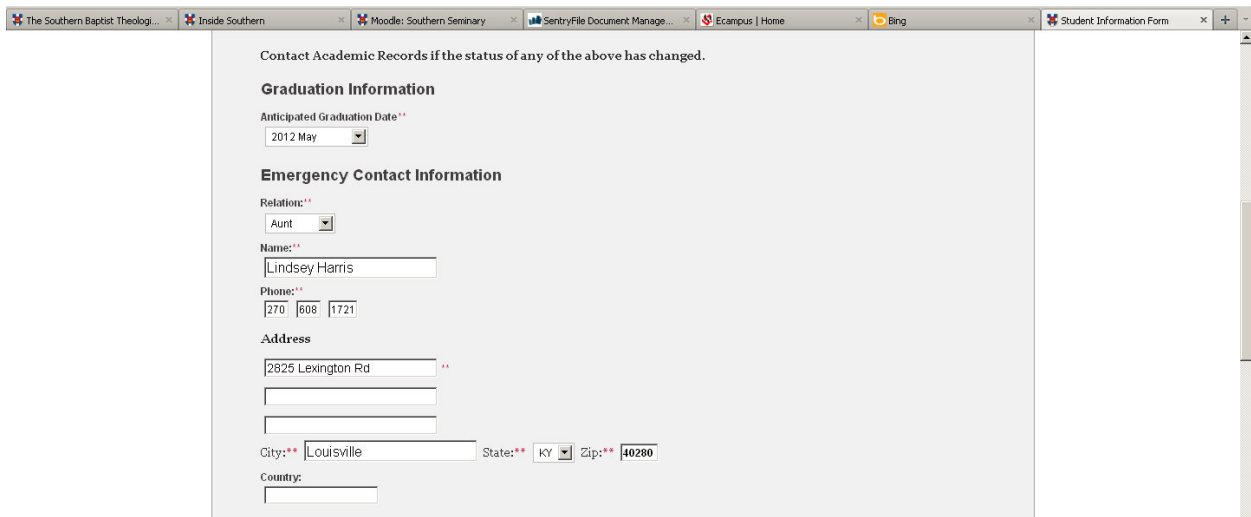 The Southern Baptist Theologi... Inside Southern Moodle: Southern Seminary SentryFile Document Manage... Ecampus | Home Bing Student Information Form
Contact Academic Records if the status of any of the above has changed.
Graduation Information
Anticipated Graduation Date**
2012 May
Emergency Contact Information
Relation:**
Aunt
Name:**
Lindsey Harris
Phone:**
270 608 1721
Address
2825 Lexington Rd **
City:** Louisville State:** KY Zip:** 40280
Country: